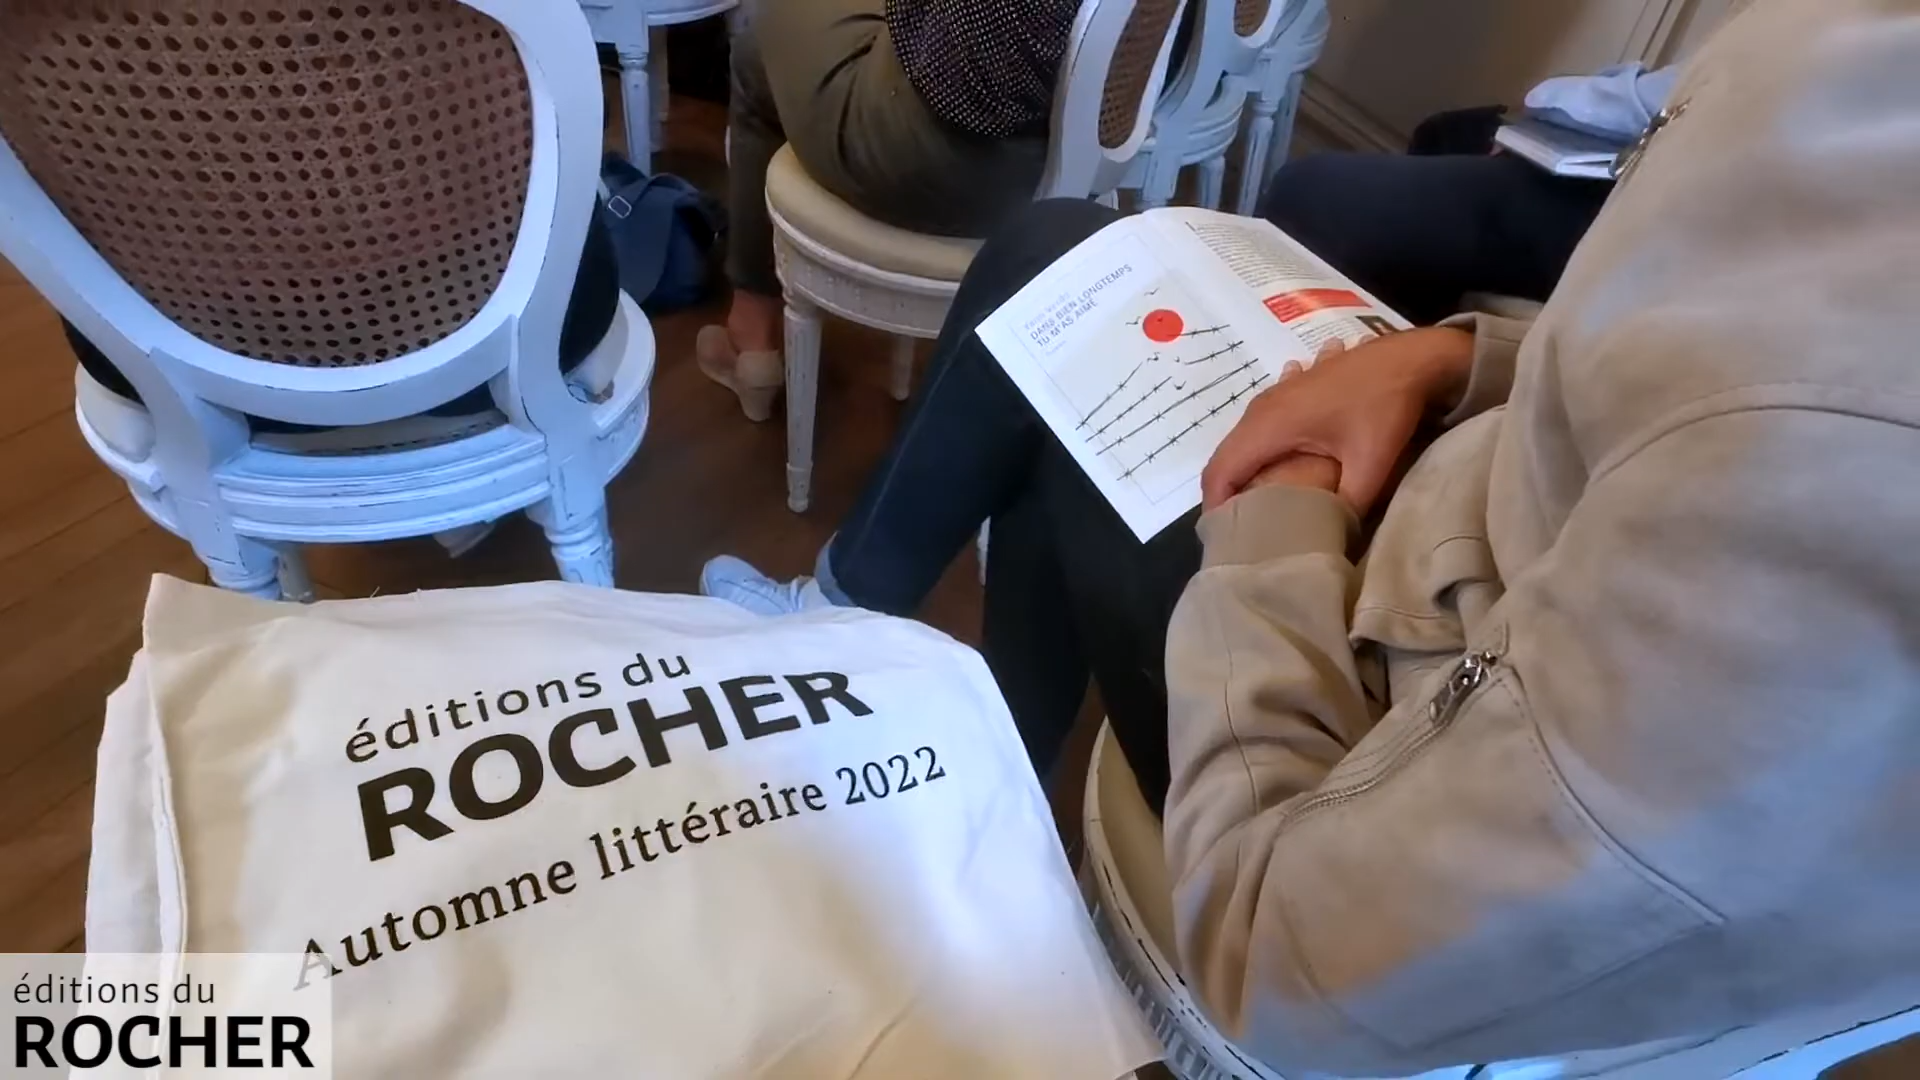 DANS BIEN LONGTEMPS
TU M'AS AIMÉ
éditions du
ROCHER
Automne littéraire 2022
éditions du
ROCHER